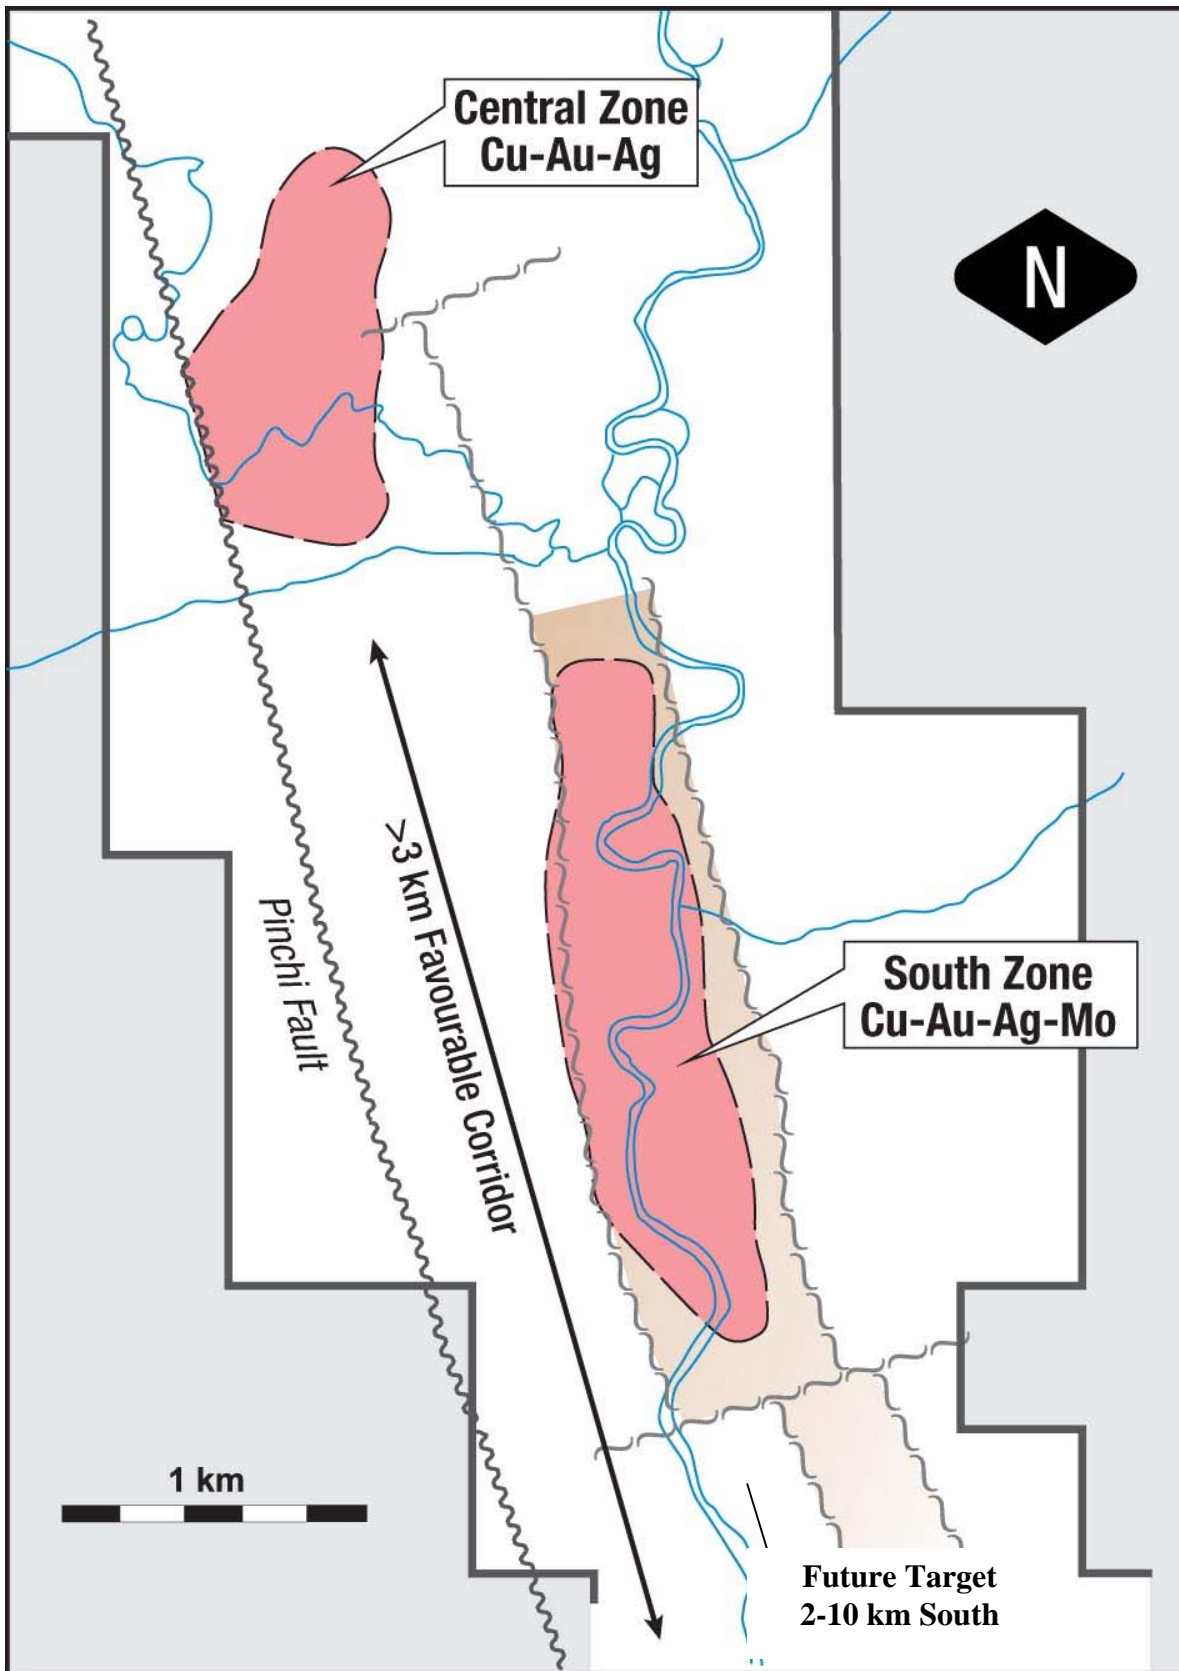 Central Zone
Cu-Au-Ag
N
>3 km Favourable Corridor
Pinchi Fault
South Zone
Cu-Au-Ag-Mo
1 km
Future Target
2-10 km South